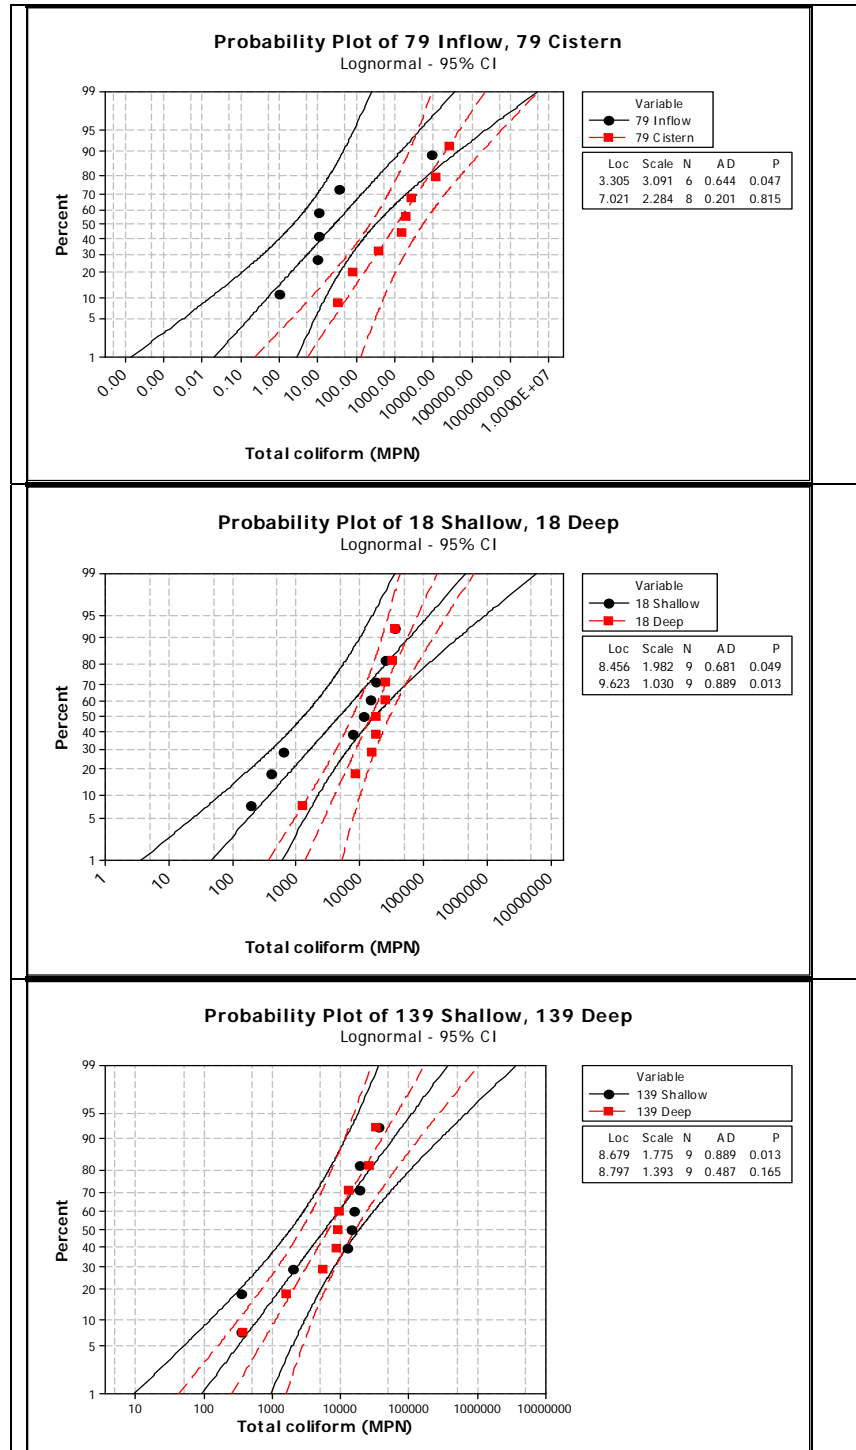 Probability Plot of 79 Inflow, 79 Cistern
Lognormal - 95% CI
99
95
90
80
70
60
50
40
30
20
10
5
1
Percent
0.00
0.00
0.01
0.10
1.00
10.00
100.00
1000.00
10000.00
100000.00
1000000.00
1.0000E+07
Total coliform (MPN)
Variable
79 Inflow
79 Cistern
Loc Scale N AD P
3.305 3.091 6 0.644 0.047
7.021 2.284 8 0.201 0.815
Probability Plot of 18 Shallow, 18 Deep
Lognormal - 95% CI
99
95
90
80
70
60
50
40
30
20
10
5
1
Percent
1
10
100
1000
10000
100000
1000000
10000000
Total coliform (MPN)
Variable
18 Shallow
18 Deep
Loc Scale N AD P
8.456 1.982 9 0.681 0.049
9.623 1.030 9 0.889 0.013
Probability Plot of 139 Shallow, 139 Deep
Lognormal - 95% CI
99
95
90
80
70
60
50
40
30
20
10
5
1
Percent
10 100 1000 10000 100000 1000000 10000000
Total coliform (MPN)
Variable
139 Shallow
139 Deep
Loc Scale N AD P
8.679 1.775 9 0.889 0.013
8.797 1.393 9 0.487 0.165